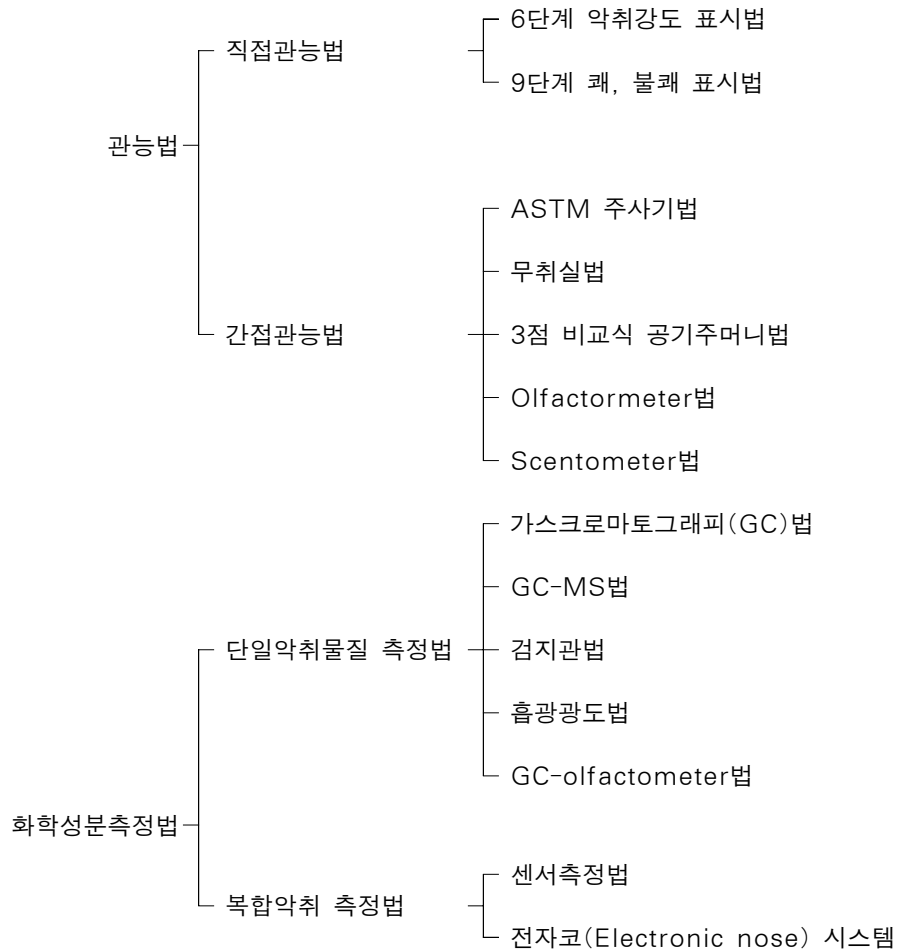 6단계 악취강도 표시법
직접관능법
9단계 쾌, 불쾌 표시법
관능법
ASTM 주사기법
무취실법
간접관능법
3점 비교식 공기주머니법
Olfactormeter법
Scentometer법
가스크로마토그래피(GC)법
GC-MS법
단일악취물질 측정법
검지관법
흡광광도법
GC-olfactometer법
화학성분측정법
센서측정법
복합악취 측정법
전자코(Electronic nose) 시스템